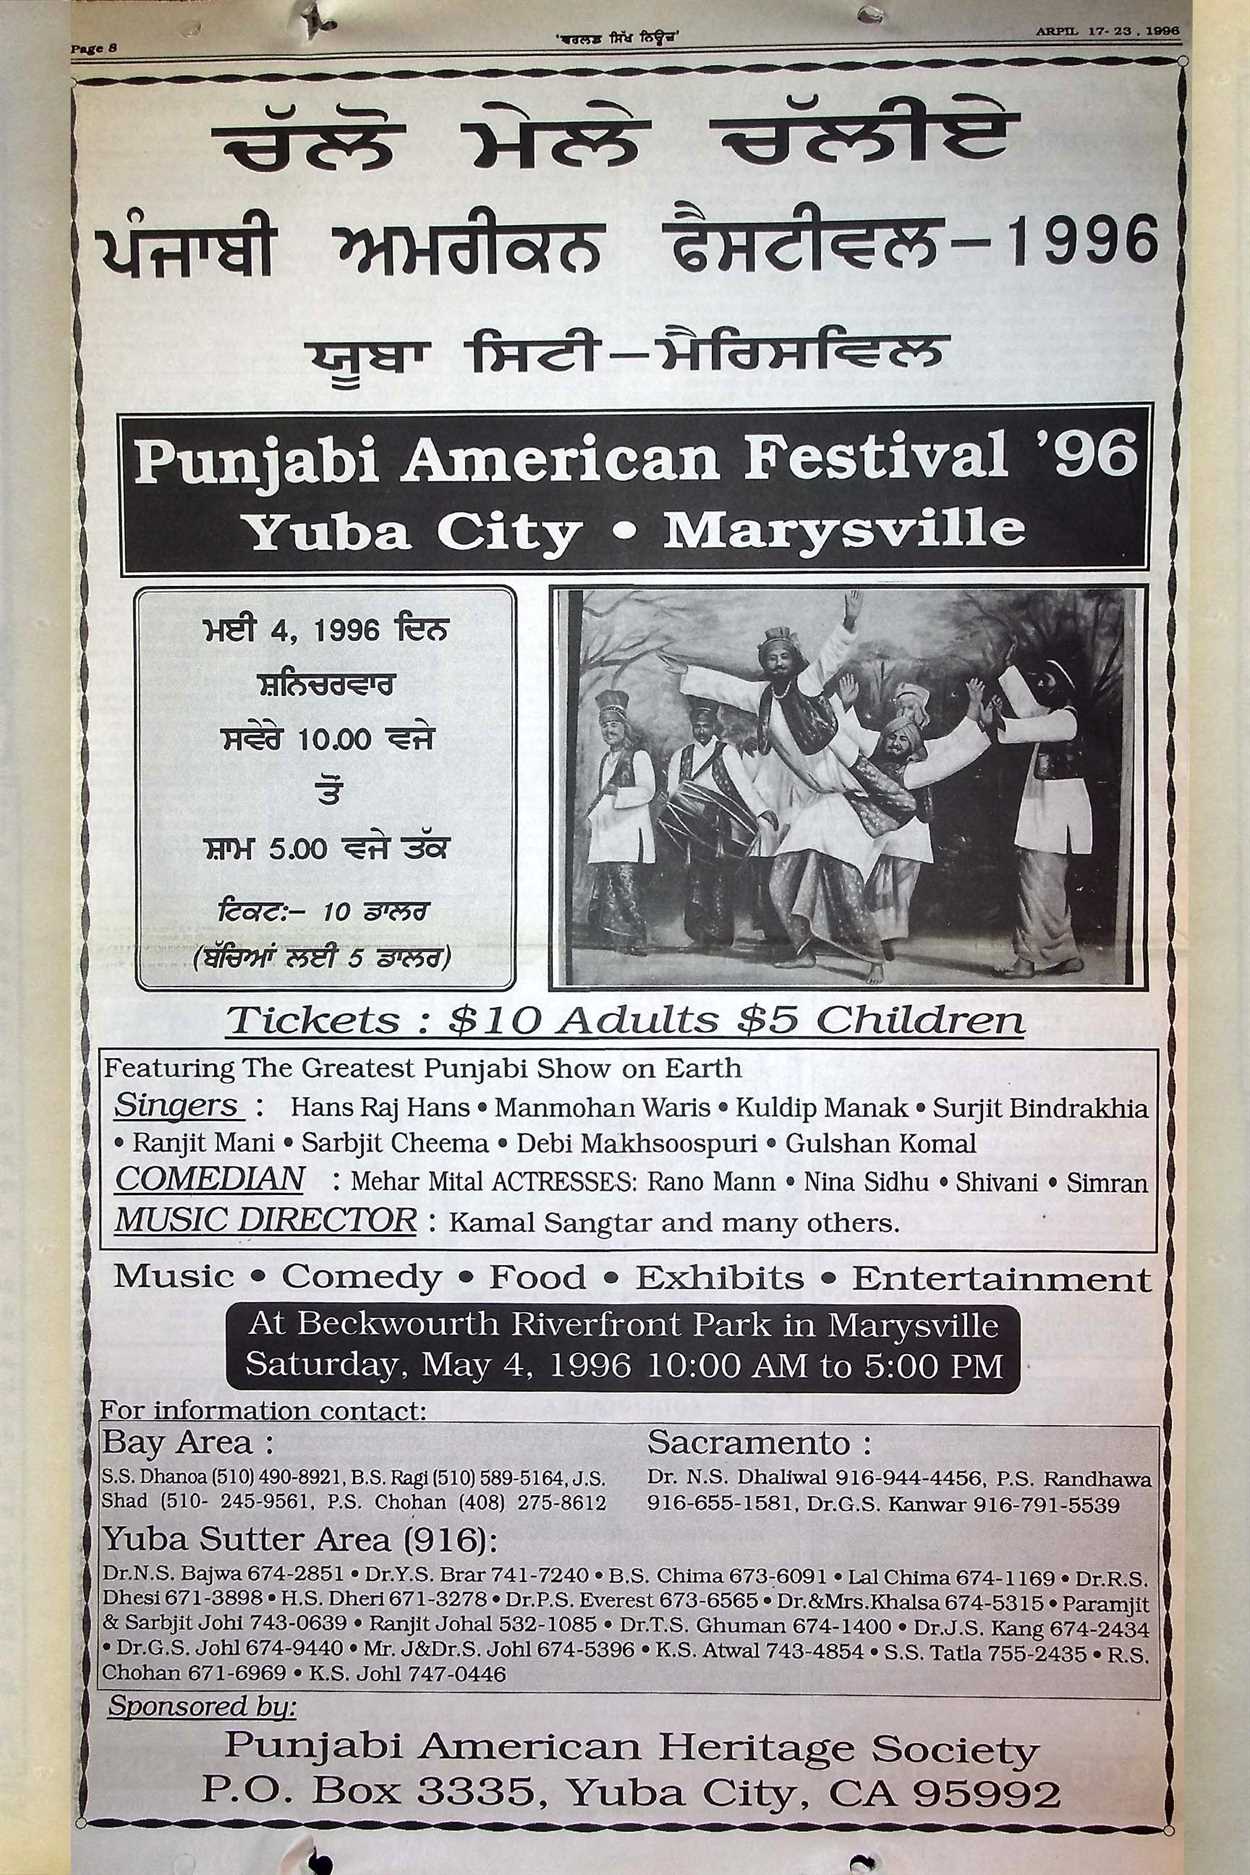 Page 8
'ਵਰਲਡ ਸਿੱਖ ਨਿਊਜ਼'
ARPIL 17-23, 1996
ਚੱਲੋ ਮੇਲੇ ਚੱਲੀਏ
ਪੰਜਾਬੀ ਅਮਰੀਕਨ ਫੈਸਟੀਵਲ-1996
ਯੂਬਾ ਸਿਟੀ-ਮੈਰਿਸਵਿਲ
Punjabi American Festival '96
Yuba City • Marysville
ਮਈ 4, 1996 ਦਿਨ
ਸ਼ਨਿਚਰਵਾਰ
ਸਵੇਰੇ 10.00 ਵਜੇ
ਤੋਂ
ਸ਼ਾਮ 5.00 ਵਜੇ ਤੱਕ
ਟਿਕਟ:- 10 ਡਾਲਰ
(ਬੱਚਿਆਂ ਲਈ 5 ਡਾਲਰ)
Tickets : $10 Adults $5 Children
Featuring The Greatest Punjabi Show on Earth
Singers : Hans Raj Hans • Manmohan Waris • Kuldip Manak • Surjit Bindrakhia
• Ranjit Mani • Sarbjit Cheema • Debi Makhsoospuri • Gulshan Komal
COMEDIAN : Mehar Mital ACTRESSES: Rano Mann • Nina Sidhu • Shivani • Simran
MUSIC DIRECTOR : Kamal Sangtar and many others.
Music • Comedy • Food • Exhibits • Entertainment
At Beckwourth Riverfront Park in Marysville
Saturday, May 4, 1996 10:00 AM to 5:00 PM
For information contact:
Bay Area :
S.S. Dhanoa (510) 490-8921, B.S. Ragi (510) 589-5164, J.S.
Shad (510- 245-9561, P.S. Chohan (408) 275-8612
Sacramento :
Dr. N.S. Dhaliwal 916-944-4456, P.S. Randhawa
916-655-1581, Dr.G.S. Kanwar 916-791-5539
Yuba Sutter Area (916):
Dr.N.S. Bajwa 674-2851 • Dr.Y.S. Brar 741-7240 • B.S. Chima 673-6091 • Lal Chima 674-1169 • Dr.R.S.
Dhesi 671-3898 • H.S. Dheri 671-3278 • Dr.P.S. Everest 673-6565 • Dr.&Mrs.Khalsa 674-5315 • Paramjit
& Sarbjit Johi 743-0639 • Ranjit Johal 532-1085 • Dr.T.S. Ghuman 674-1400 • Dr.J.S. Kang 674-2434
• Dr.G.S. Johl 674-9440 • Mr. J&Dr.S. Johl 674-5396 • K.S. Atwal 743-4854 • S.S. Tatla 755-2435 • R.S.
Chohan 671-6969 • K.S. Johl 747-0446
Sponsored by:
Punjabi American Heritage Society
P.O. Box 3335, Yuba City, CA 95992